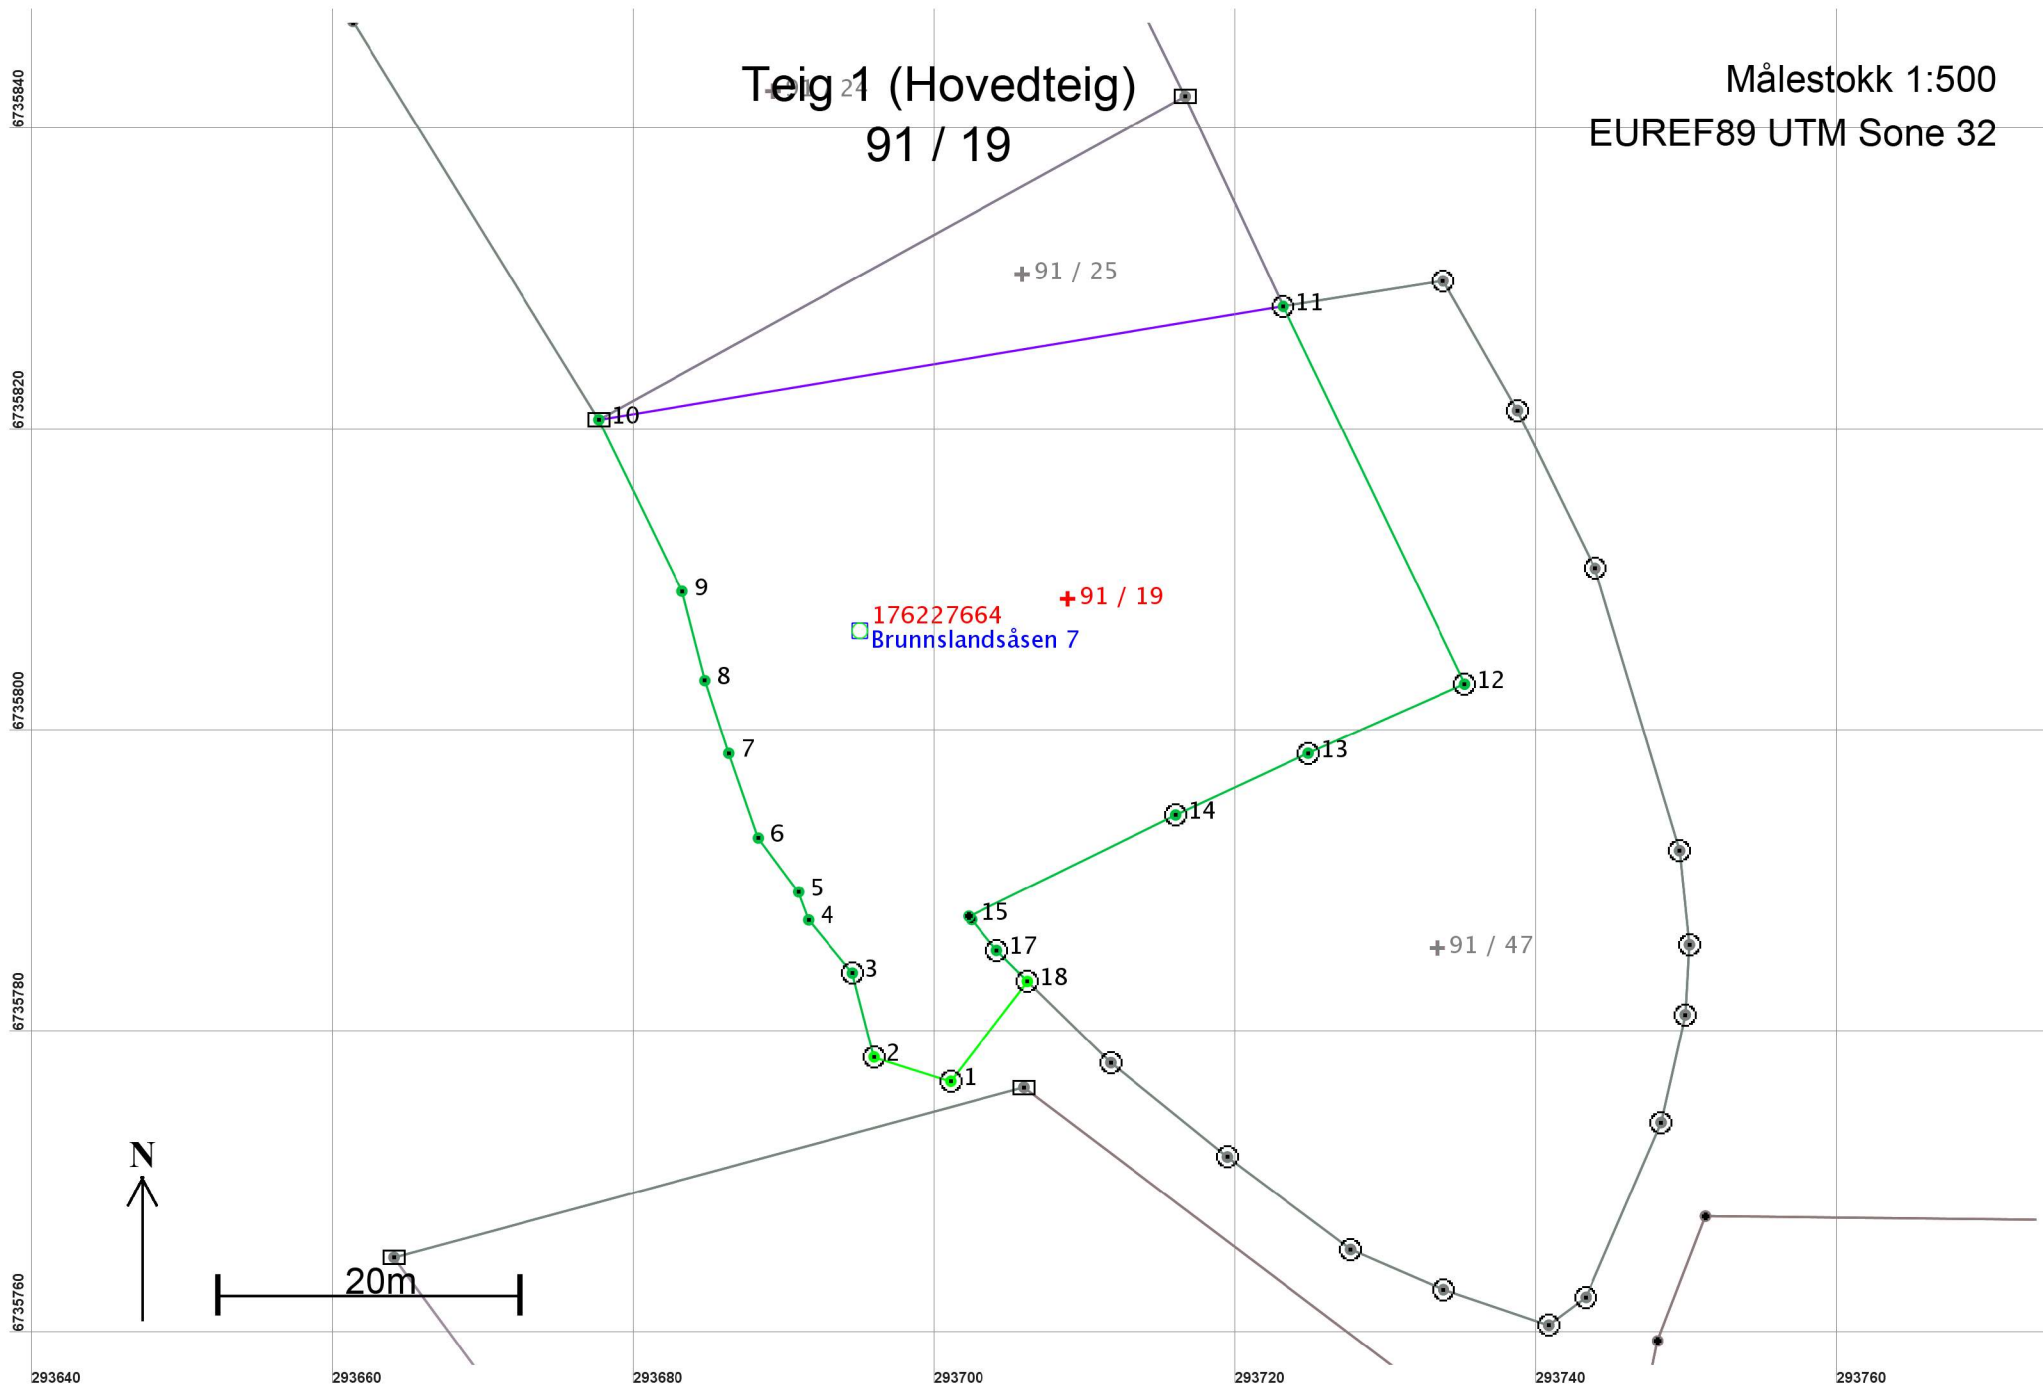 Teig 1 (Hovedteig)
91 / 19
Målestokk 1:500
EUREF89 UTM Sone 32
91 / 24
91 / 25
11
10
9
176227664
Brunnslandsåsen 7
91 / 19
8
12
7
13
14
6
5
4
15
17
91 / 47
3
18
2
1
N
20m
6735840
6735820
6735800
6735780
6735760
293640
293660
293680
293700
293720
293740
293760